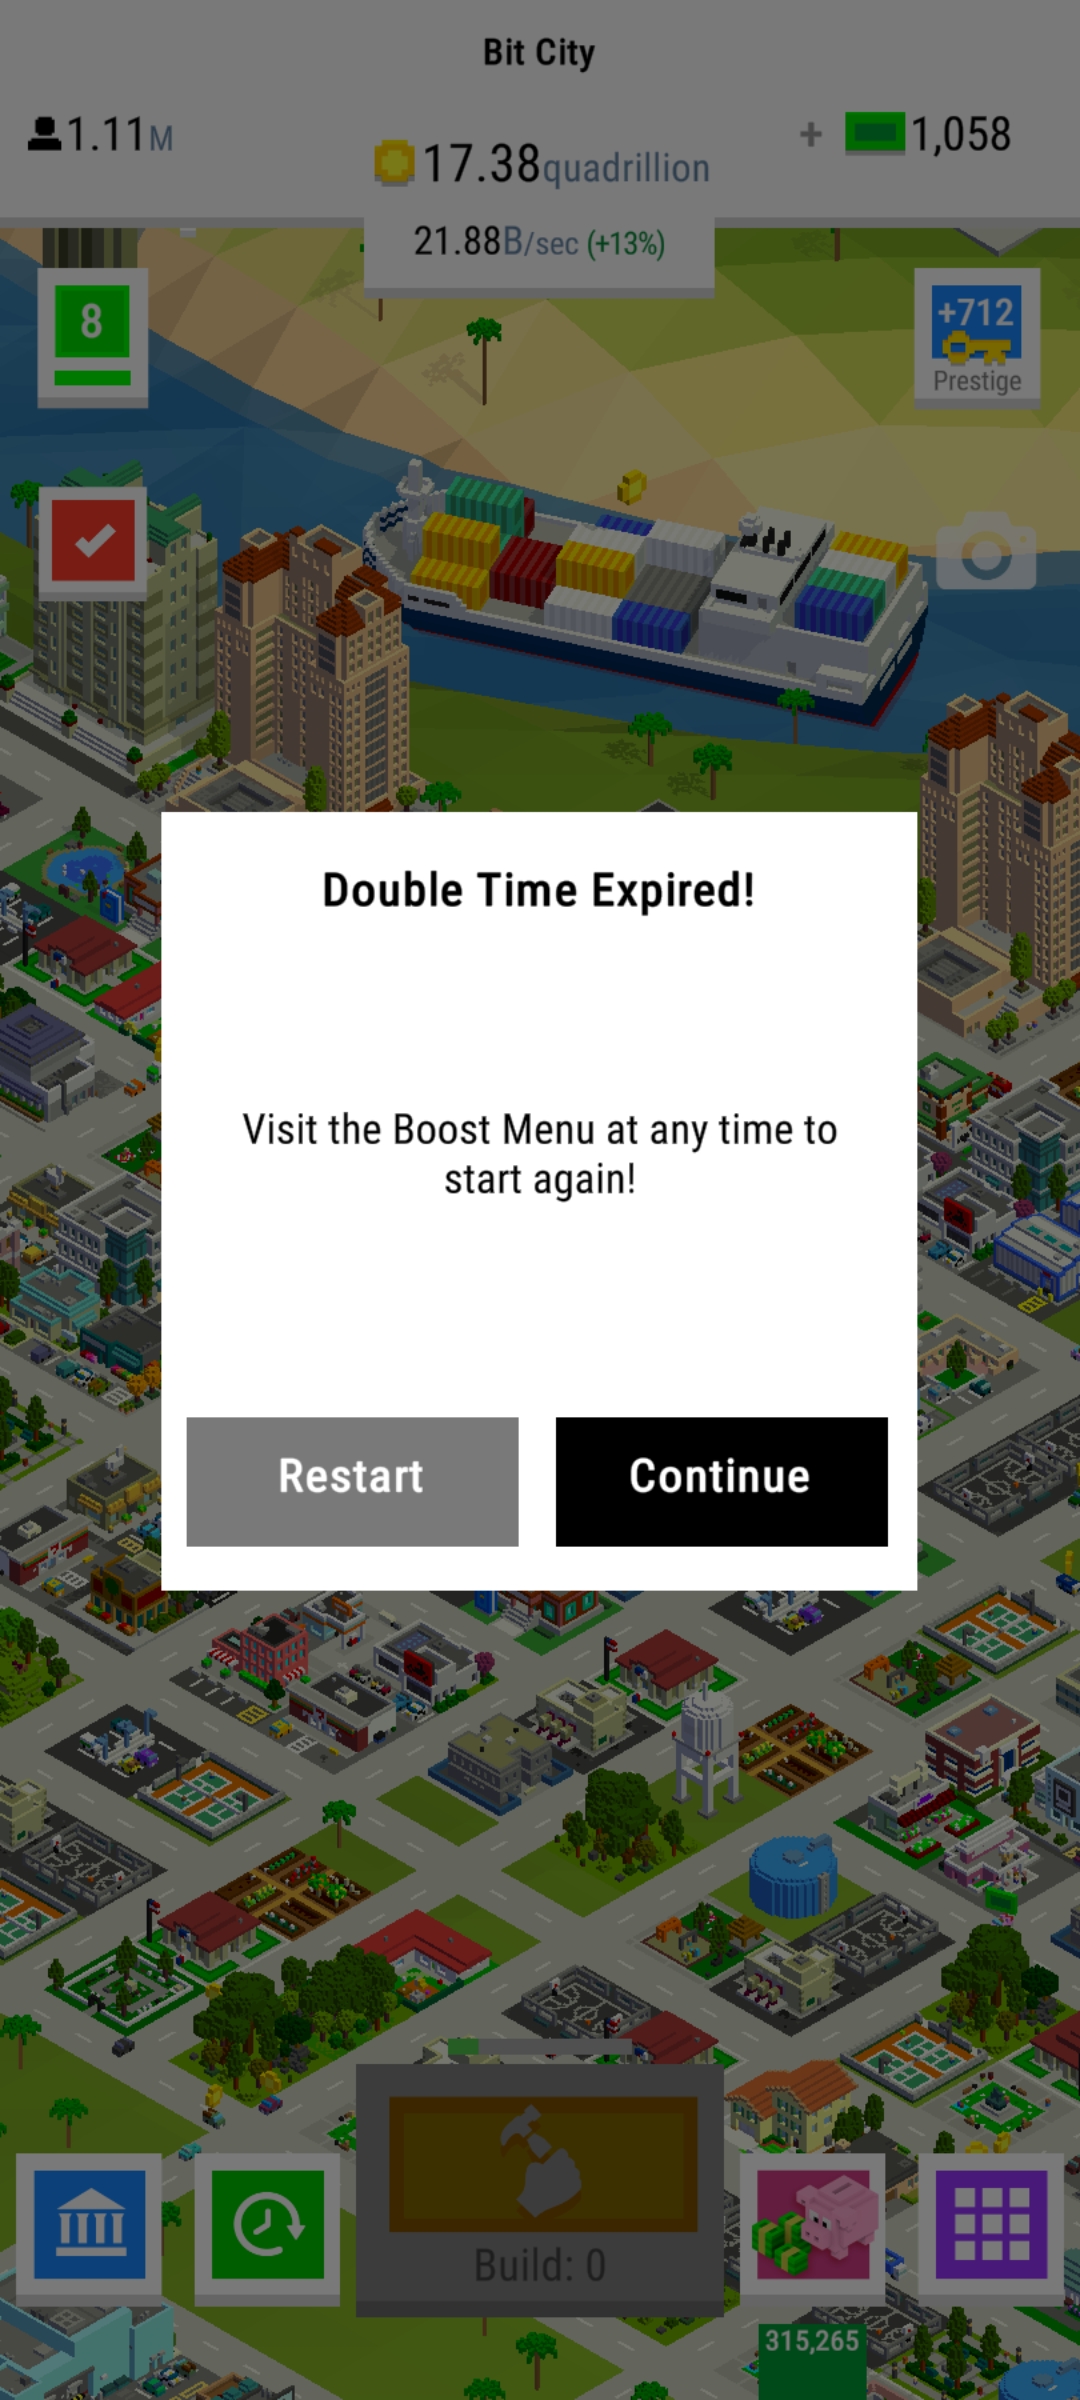 Bit City
1.11M
17.38quadrillion
+ 1,058
21.88B/sec (+13%)
8
+712
Prestige
Double Time Expired!
Visit the Boost Menu at any time to
start again!
Restart
Continue
Build: 0
315,265